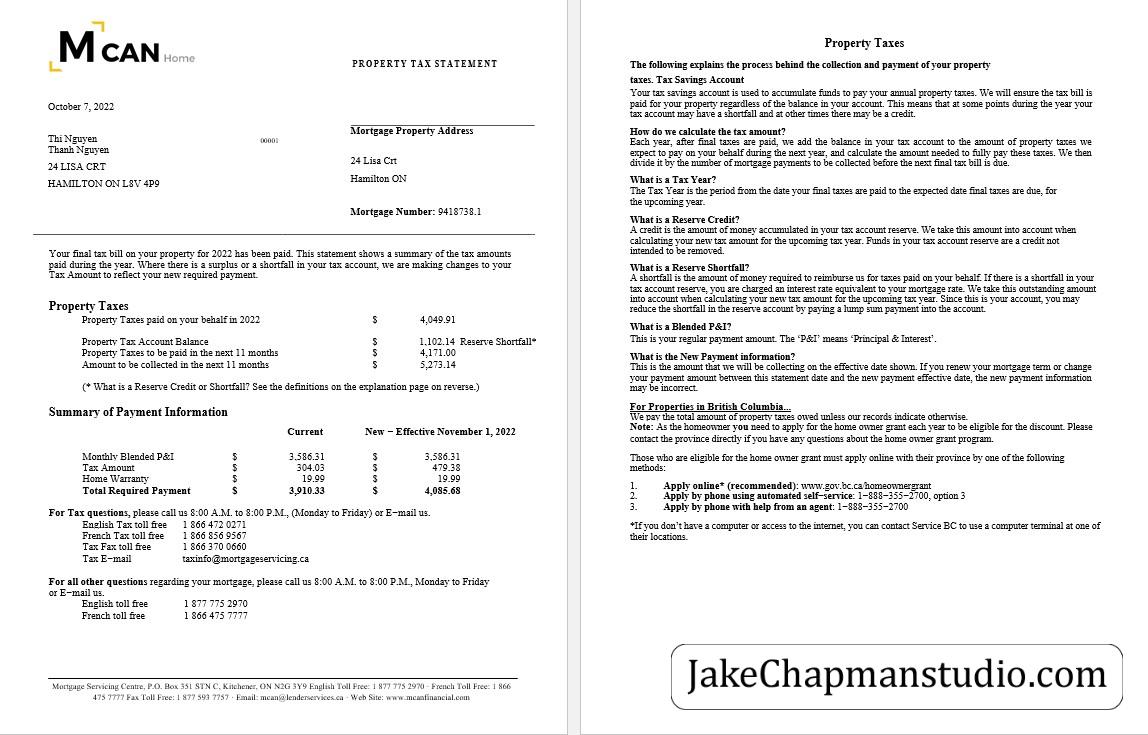 M CAN Home
PROPERTY TAX STATEMENT
October 7, 2022
Thi Nguyen
Thanh Nguyen
24 LISA CRT
HAMILTON ON L8V 4P9
00001
Mortgage Property Address
24 Lisa Crt
Hamilton ON
Mortgage Number: 9418738.1
Your final tax bill on your property for 2022 has been paid. This statement shows a summary of the tax amounts
paid during the year. Where there is a surplus or a shortfall in your tax account, we are making changes to your
Tax Amount to reflect your new required payment.
Property Taxes
Property Taxes paid on your behalf in 2022 $ 4,049.91
Property Tax Account Balance $ 1,102.14 Reserve Shortfall*
Property Taxes to be paid in the next 11 months $ 4,171.00
Amount to be collected in the next 11 months $ 5,273.14
(* What is a Reserve Credit or Shortfall? See the definitions on the explanation page on reverse.)
Summary of Payment Information
Current New − Effective November 1, 2022
Monthly Blended P&I $ 3,586.31 $ 3,586.31
Tax Amount $ 304.03 $ 479.38
Home Warranty $ 19.99 $ 19.99
Total Required Payment $ 3,910.33 $ 4,085.68
For Tax questions, please call us 8:00 A.M. to 8:00 P.M., (Monday to Friday) or E−mail us.
English Tax toll free 1 866 472 0271
French Tax toll free 1 866 856 9567
Tax Fax toll free 1 866 370 0660
Tax E−mail taxinfo@mortgageservicing.ca
For all other questions regarding your mortgage, please call us 8:00 A.M. to 8:00 P.M., Monday to Friday
or E−mail us.
English toll free 1 877 775 2970
French toll free 1 866 475 7777
Mortgage Servicing Centre, P.O. Box 351 STN C, Kitchener, ON N2G 3Y9 English Toll Free: 1 877 775 2970 · French Toll Free: 1 866
475 7777 Fax Toll Free: 1 877 593 7757 · Email: mcan@lenderservices.ca · Web Site: www.mcanfinancial.com
Property Taxes
The following explains the process behind the collection and payment of your property
taxes. Tax Savings Account
Your tax savings account is used to accumulate funds to pay your annual property taxes. We will ensure the tax bill is
paid for your property regardless of the balance in your account. This means that at some points during the year your
tax account may have a shortfall and at other times there may be a credit.
How do we calculate the tax amount?
Each year, after final taxes are paid, we add the balance in your tax account to the amount of property taxes we
expect to pay on your behalf during the next year, and calculate the amount needed to fully pay these taxes. We then
divide it by the number of mortgage payments to be collected before the next final tax bill is due.
What is a Tax Year?
The Tax Year is the period from the date your final taxes are paid to the expected date final taxes are due, for
the upcoming year.
What is a Reserve Credit?
A credit is the amount of money accumulated in your tax account reserve. We take this amount into account when
calculating your new tax amount for the upcoming tax year. Funds in your tax account reserve are a credit not
intended to be removed.
What is a Reserve Shortfall?
A shortfall is the amount of money required to reimburse us for taxes paid on your behalf. If there is a shortfall in your
tax account reserve, you are charged an interest rate equivalent to your mortgage rate. We take this outstanding amount
into account when calculating your new tax amount for the upcoming tax year. Since this is your account, you may
reduce the shortfall in the reserve account by paying a lump sum payment into the account.
What is a Blended P&I?
This is your regular payment amount. The ‘P&I’ means ‘Principal & Interest’.
What is the New Payment information?
This is the amount that we will be collecting on the effective date shown. If you renew your mortgage term or change
your payment amount between this statement date and the new payment effective date, the new payment information
may be incorrect.
For Properties in British Columbia...
We pay the total amount of property taxes owed unless our records indicate otherwise.
Note: As the homeowner you need to apply for the home owner grant each year to be eligible for the discount. Please
contact the province directly if you have any questions about the home owner grant program.
Those who are eligible for the home owner grant must apply online with their province by one of the following
methods:
1. Apply online* (recommended): www.gov.bc.ca/homeownergrant
2. Apply by phone using automated self−service: 1−888−355−2700, option 3
3. Apply by phone with help from an agent: 1−888−355−2700
*If you don’t have a computer or access to the internet, you can contact Service BC to use a computer terminal at one of
their locations.
JakeChapmanstudio.com